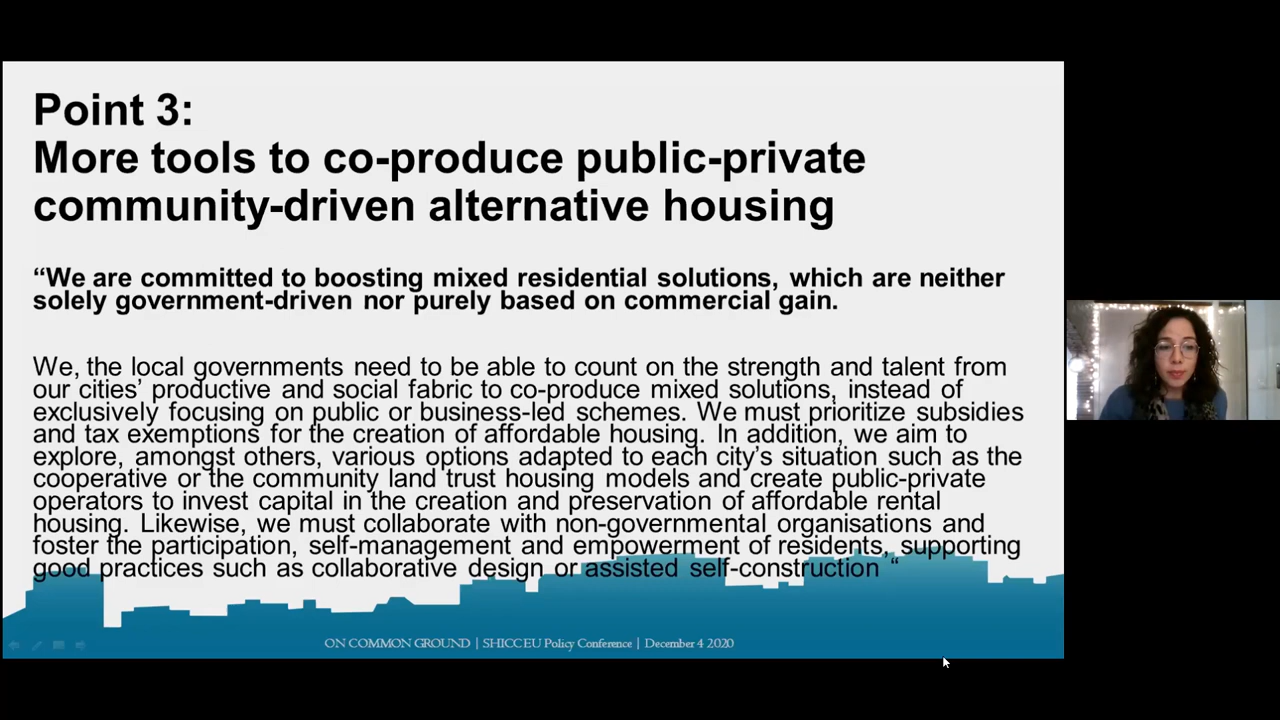 Point 3:
More tools to co-produce public-private
community-driven alternative housing
“We are committed to boosting mixed residential solutions, which are neither
solely government-driven nor purely based on commercial gain.
We, the local governments need to be able to count on the strength and talent from
our cities’ productive and social fabric to co-produce mixed solutions, instead of
exclusively focusing on public or business-led schemes. We must prioritize subsidies
and tax exemptions for the creation of affordable housing. In addition, we aim to
explore, amongst others, various options adapted to each city’s situation such as the
cooperative or the community land trust housing models and create public-private
operators to invest capital in the creation and preservation of affordable rental
housing. Likewise, we must collaborate with non-governmental organisations and
foster the participation, self-management and empowerment of residents, supporting
good practices such as collaborative design or assisted self-construction “
ON COMMON GROUND | SHICC EU Policy Conference | December 4 2020